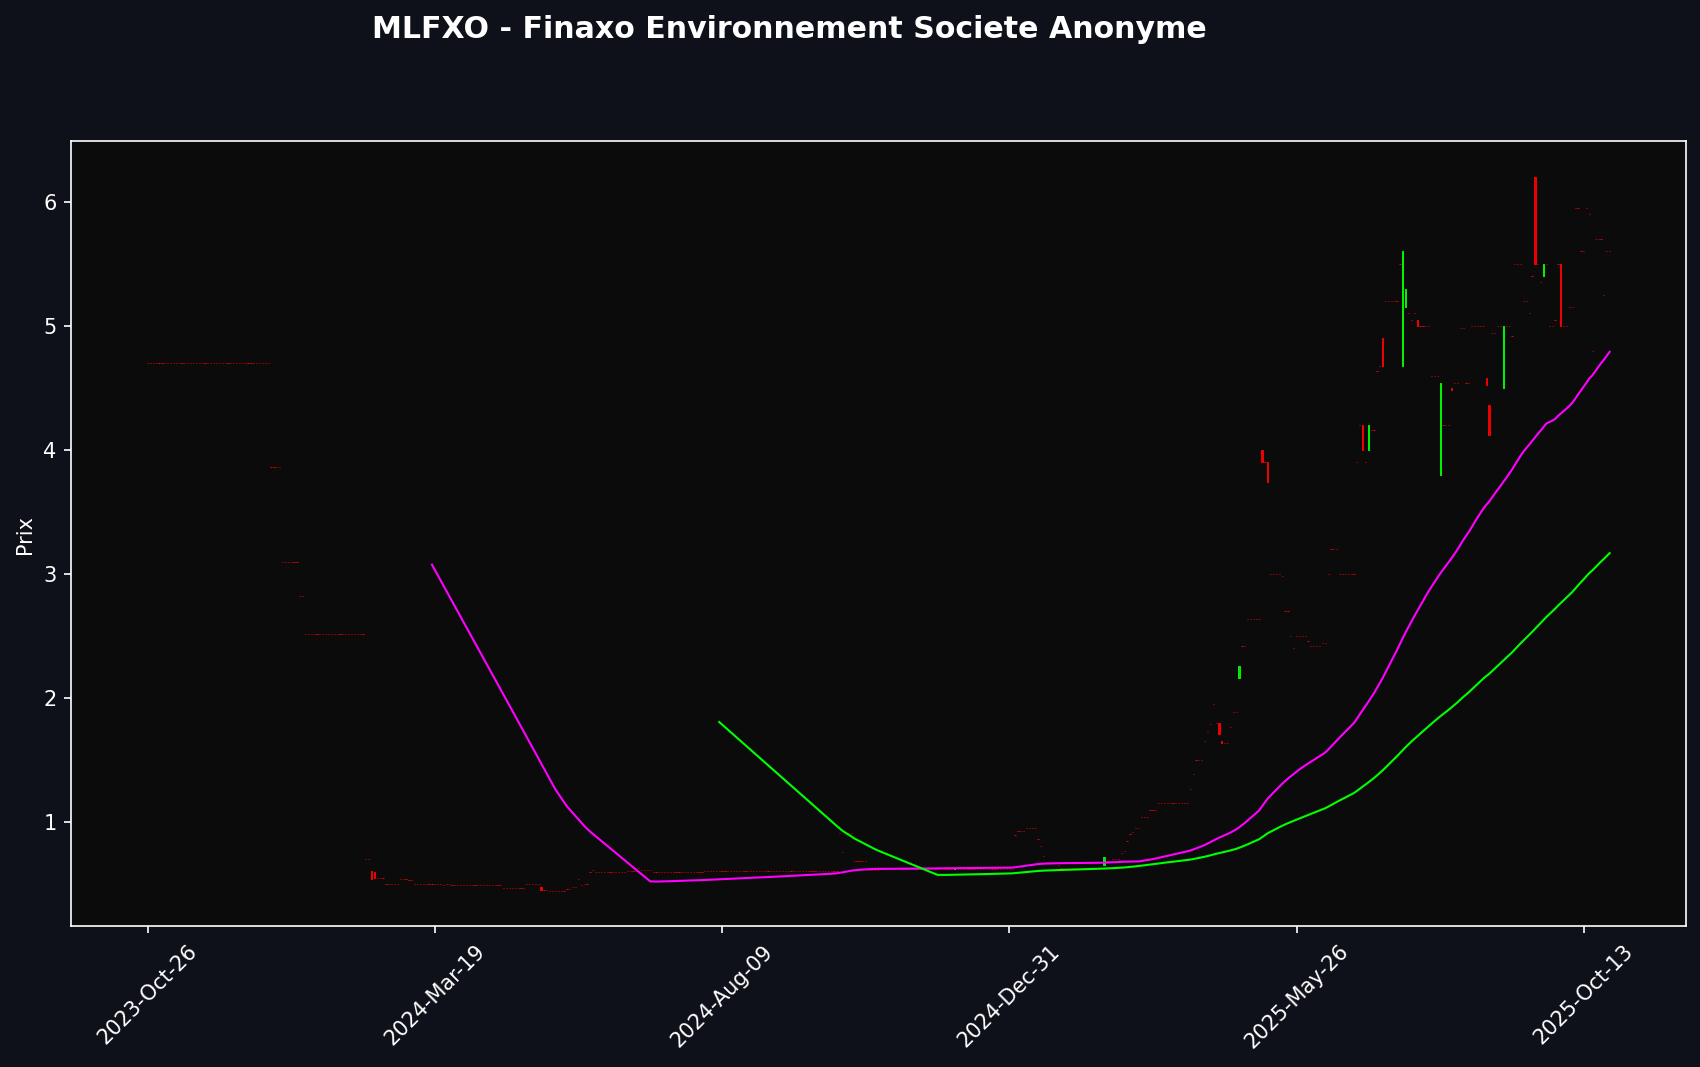 MLFXO - Finaxo Environnement Societe Anonyme
Prix
6
5
4
3
2
1
2023-Oct-26
2024-Mar-19
2024-Aug-09
2024-Dec-31
2025-May-26
2025-Oct-13